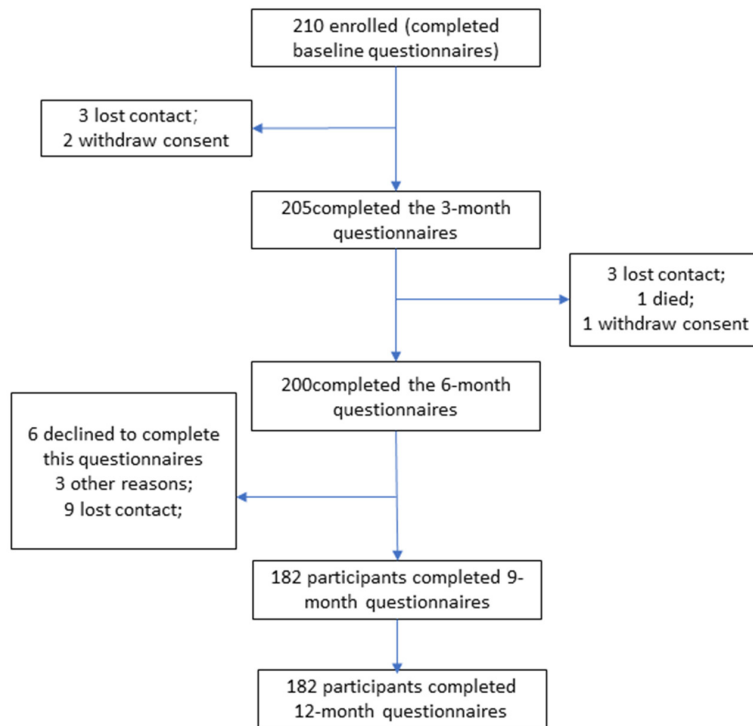 210 enrolled (completed
baseline questionnaires)
3 lost contact；
2 withdraw consent
205completed the 3-month
questionnaires
3 lost contact;
1 died;
1 withdraw consent
200completed the 6-month
questionnaires
6 declined to complete
this questionnaires
3 other reasons;
9 lost contact;
182 participants completed 9-
month questionnaires
182 participants completed
12-month questionnaires